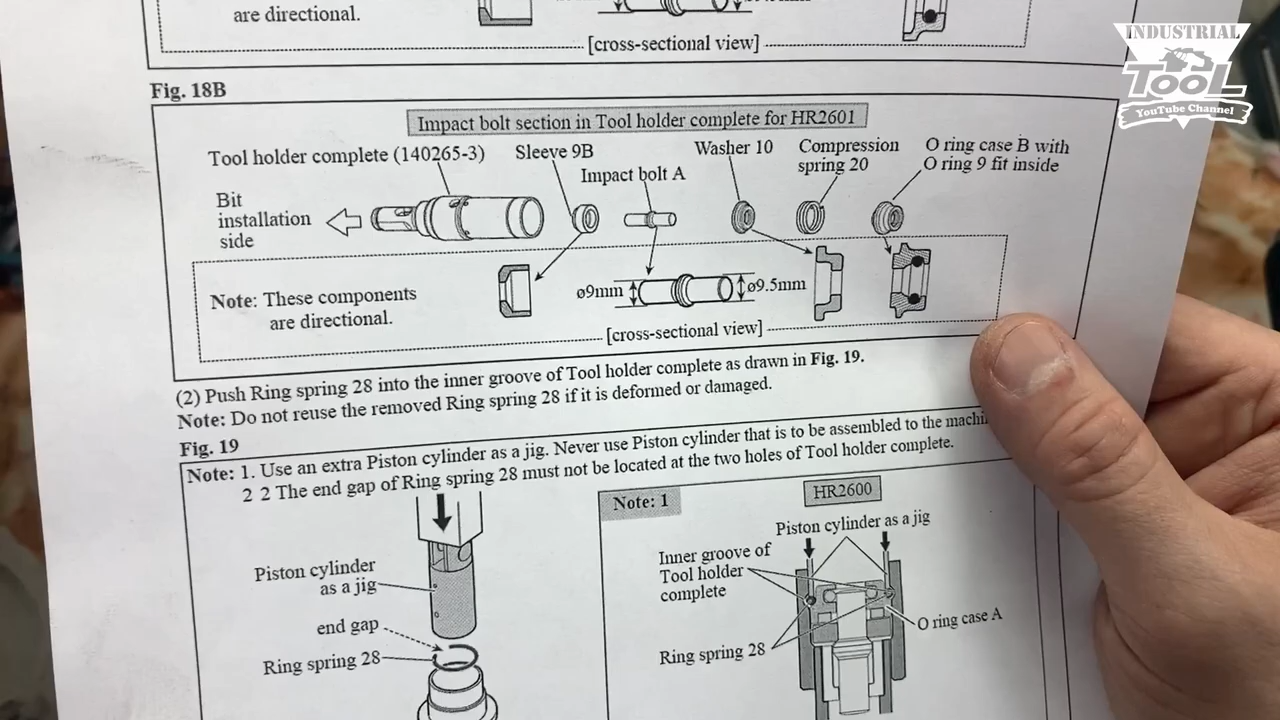 are directional.
[cross-sectional view]
INDUSTRIAL
TOOL
YouTube Channel
Fig. 18B
Impact bolt section in Tool holder complete for HR2601
Tool holder complete (140265-3)
Sleeve 9B
Impact bolt A
Washer 10
Compression
spring 20
O ring case B with
O ring 9 fit inside
Bit
installation
side
Note: These components
are directional.
ø9mm
ø9.5mm
[cross-sectional view]
(2) Push Ring spring 28 into the inner groove of Tool holder complete as drawn in Fig. 19.
Note: Do not reuse the removed Ring spring 28 if it is deformed or damaged.
Fig. 19
Note: 1. Use an extra Piston cylinder as a jig. Never use Piston cylinder that is to be assembled to the
2 2 The end gap of Ring spring 28 must not be located at the two holes of Tool holder complete.
Piston cylinder
as a jig
end gap
Ring spring 28
Note: 1
HR2600
Piston cylinder as a jig
Inner groove of
Tool holder
complete
O ring case A
Ring spring 28